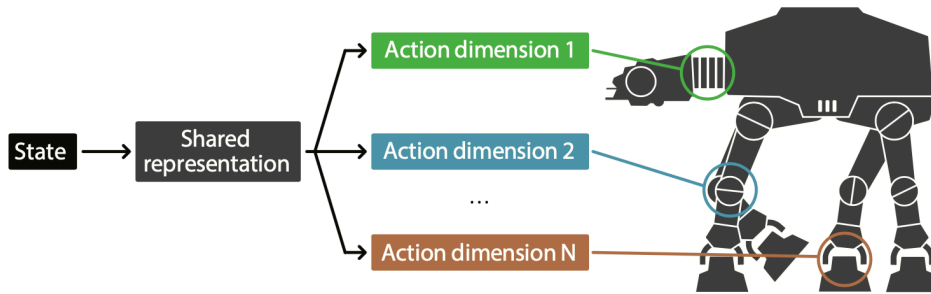 State
Shared
representation
Action dimension 1
Action dimension 2
...
Action dimension N